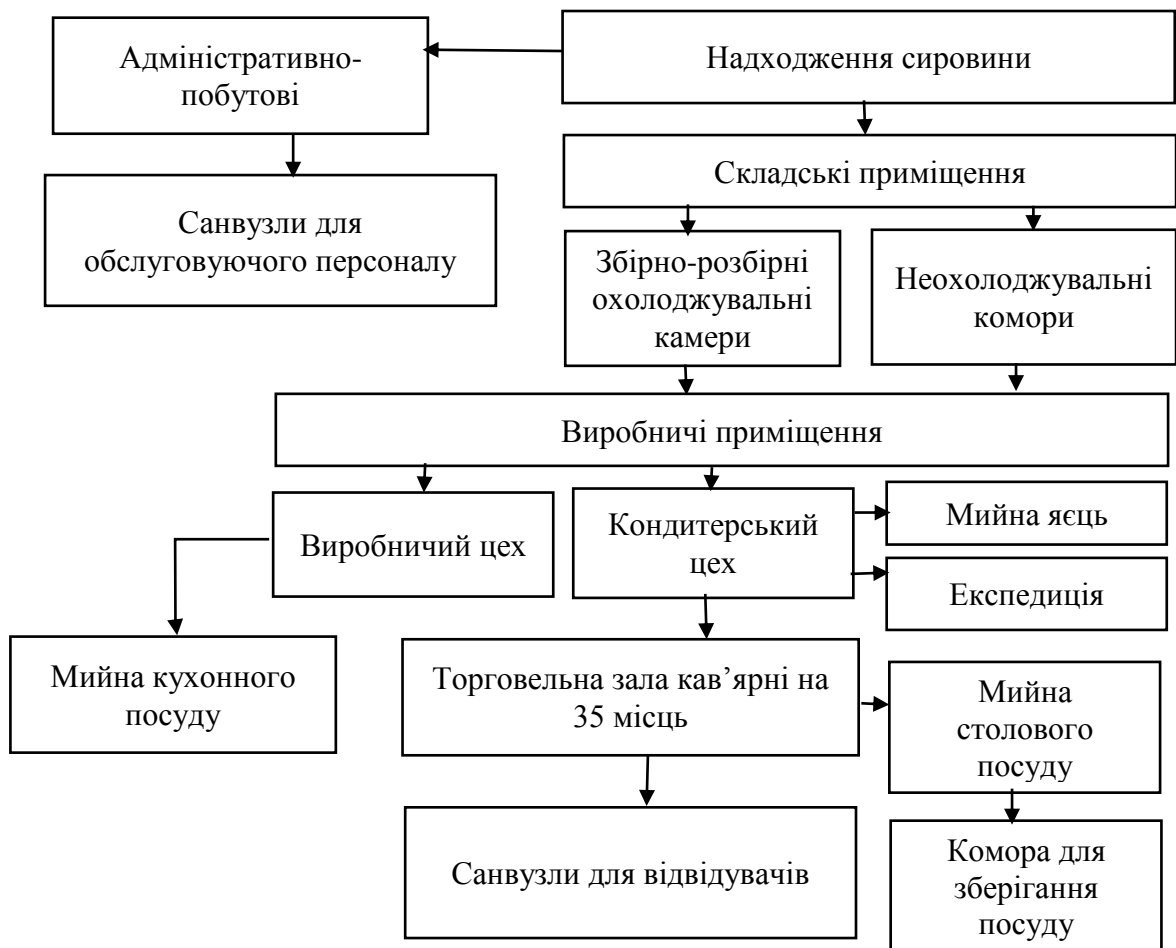 Адміністративно-
побутові
Надходження сировини
Складські приміщення
Санвузли для
обслуговуючого персоналу
Збірно-розбірні
охолоджувальні
камери
Неохолоджувальні
комори
Виробничі приміщення
Виробничий цех
Кондитерський
цех
Мийна яєць
Експедиція
Мийна кухонного
посуду
Торговельна зала кав’ярні на
35 місць
Мийна
столового
посуду
Санвузли для відвідувачів
Комора для
зберігання
посуду